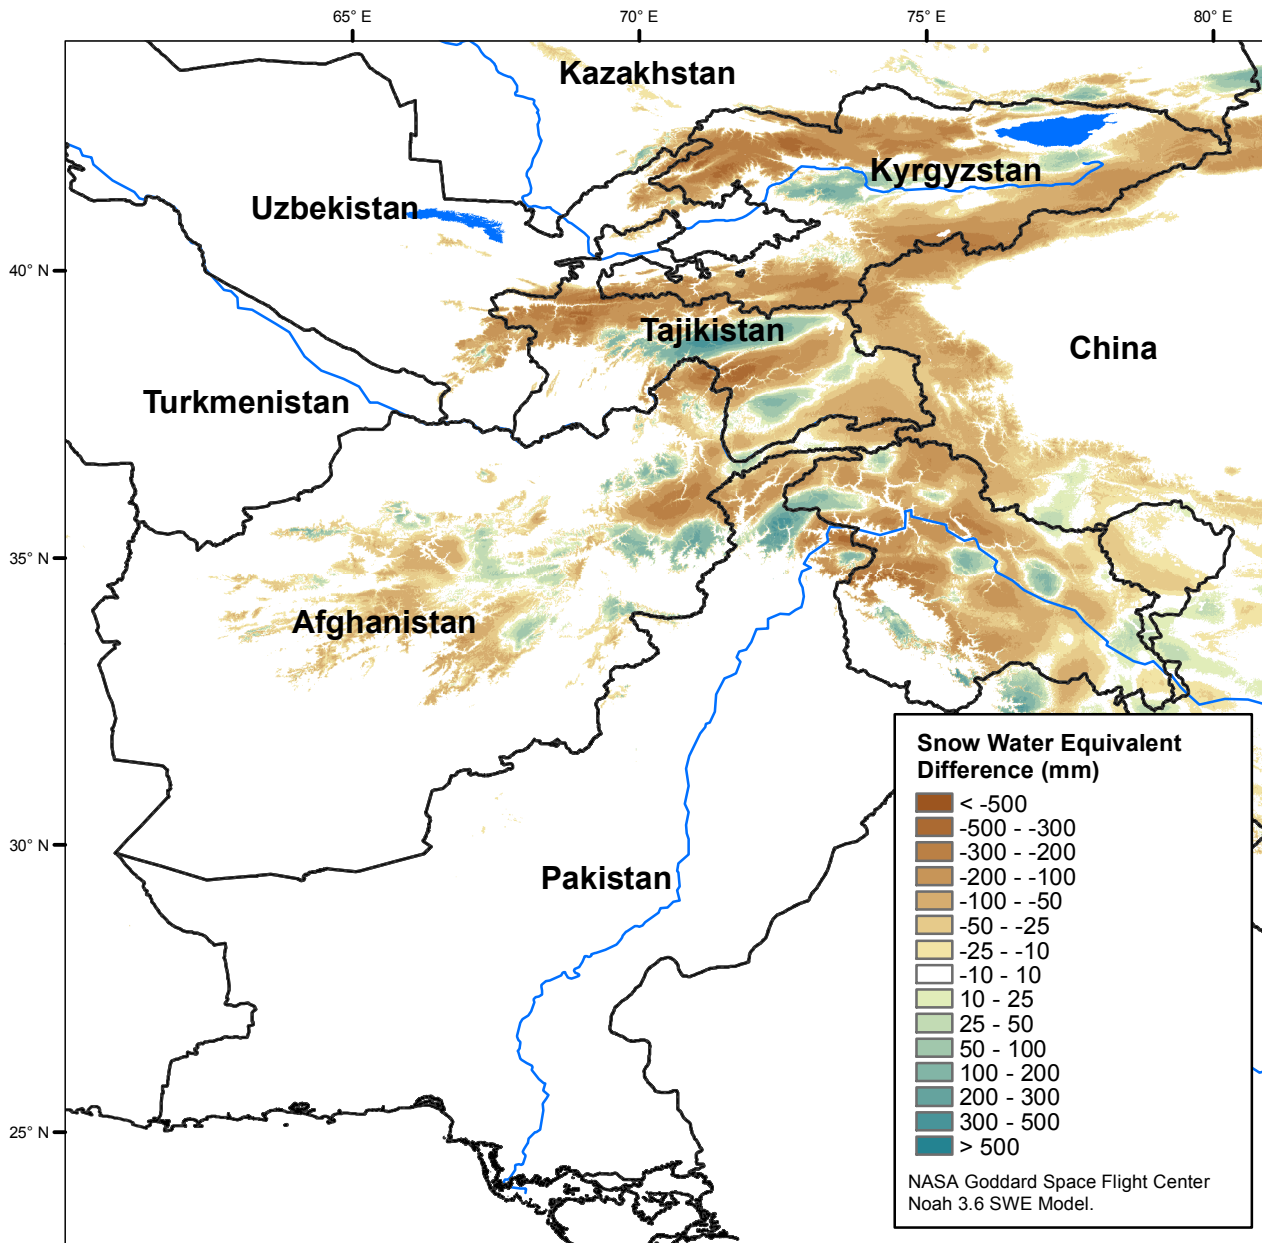 65° E
70° E
75° E
80° E
Kazakhstan
Kyrgyzstan
Uzbekistan
40° N
Tajikistan
China
Turkmenistan
35° N
Afghanistan
Snow Water Equivalent
Difference (mm)
< -500
-500 - -300
-300 - -200
-200 - -100
-100 - -50
-50 - -25
-25 - -10
-10 - 10
10 - 25
25 - 50
50 - 100
100 - 200
200 - 300
300 - 500
> 500
30° N
Pakistan
25° N
NASA Goddard Space Flight Center
Noah 3.6 SWE Model.